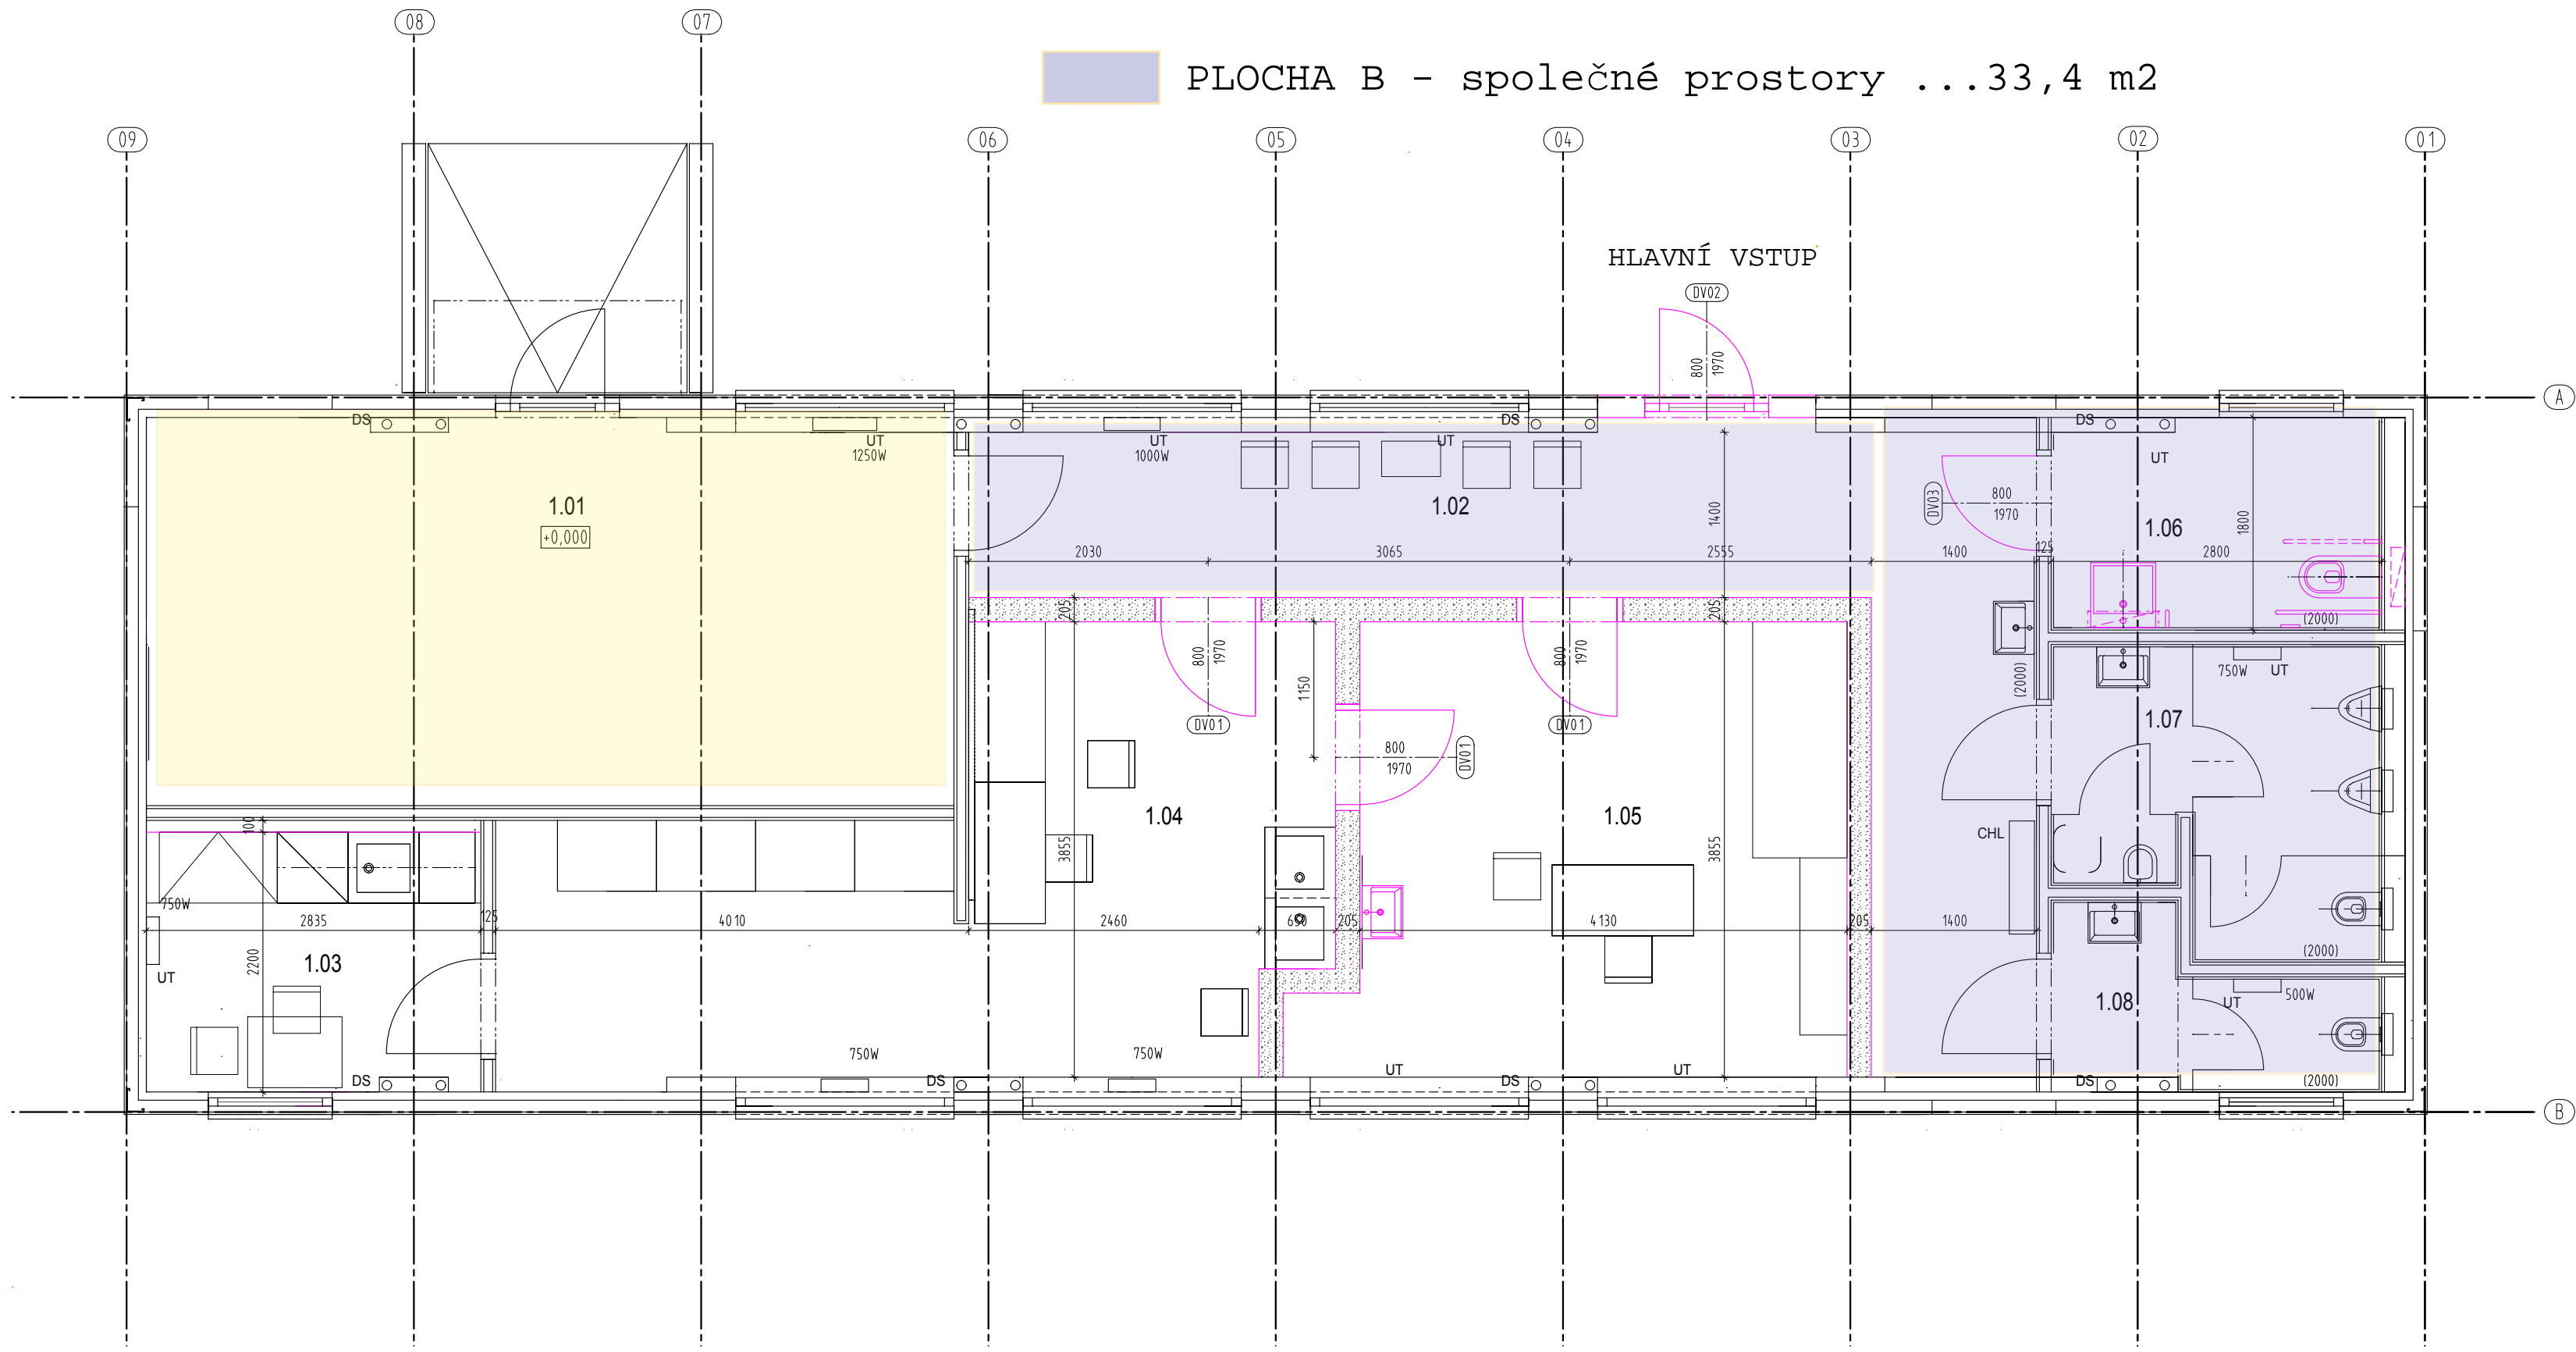 08
07
PLOCHA B - společné prostory ...33,4 m2
09
06
05
04
03
02
01
HLAVNÍ VSTUP
DV02
800
1970
A
DS
UT
1250W
UT
1000W
UT
DS
DS
UT
1.01
+0,000
1.02
1400
DV03
800
1970
1.06
1800
2030
3065
2555
1400
125
2800
205
205
(2000)
800
1970
1150
800
1970
(2000)
750W
UT
DV01
DV01
800
1970
DV01
1.07
1.04
1.05
100
3855
3855
CHL
750W
2835
125
4010
2460
690
205
4130
205
1400
(2000)
2200
1.03
UT
1.08
UT
500W
750W
750W
UT
UT
DS
DS
DS
DS
(2000)
B